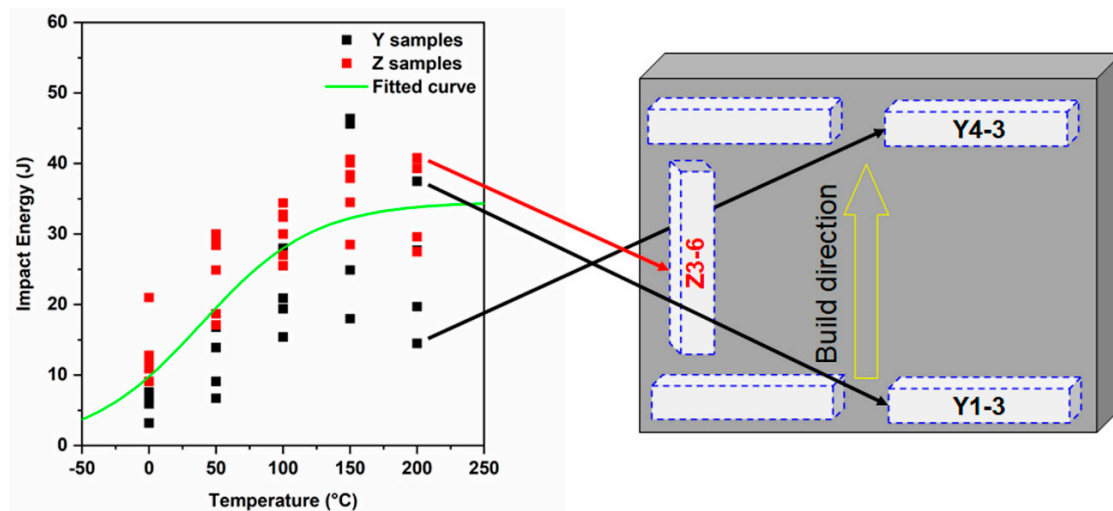 60
50
40
30
20
10
0
Impact Energy (J)
Y samples
Z samples
Fitted curve
-50
0
50
100
150
200
250
Temperature (°C)
Y4-3
Z3-6
Build direction
Y1-3